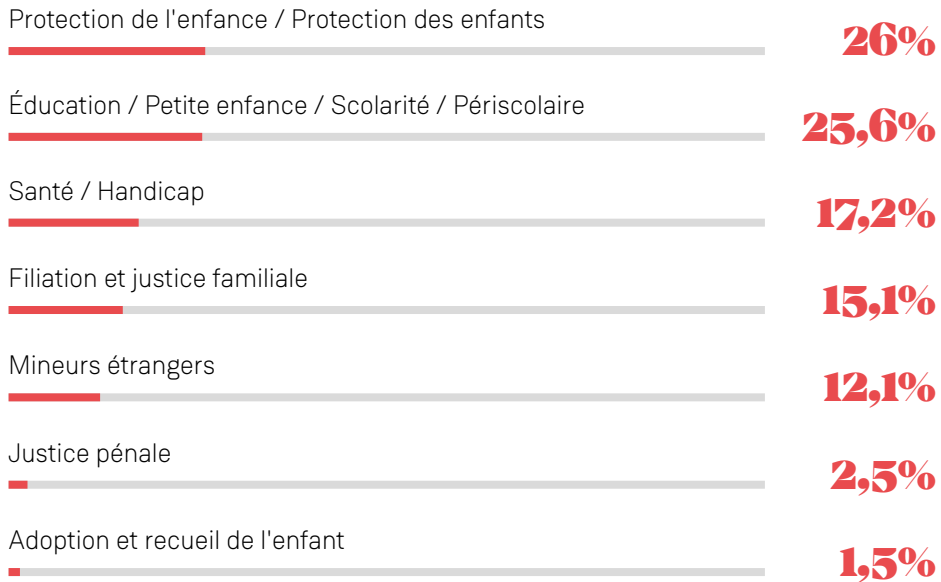 Protection de l'enfance / Protection des enfants
26%
Éducation / Petite enfance / Scolarité / Périscolaire
25,6%
Santé / Handicap
17,2%
Filiation et justice familiale
15,1%
Mineurs étrangers
12,1%
Justice pénale
2,5%
Adoption et recueil de l'enfant
1,5%